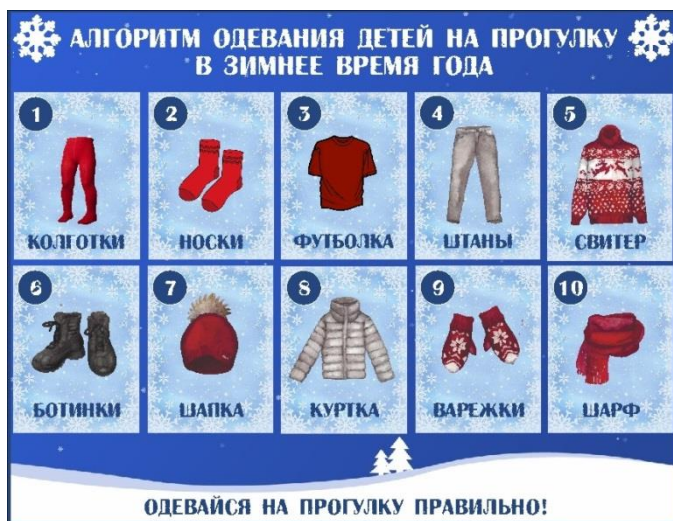 АЛГОРИТМ ОДЕВАНИЯ ДЕТЕЙ НА ПРОГУЛКУ
В ЗИМНЕЕ ВРЕМЯ ГОДА
1 2 3 4 5
КОЛГОТКИ НОСКИ ФУТБОЛКА ШТАНЫ СВИТЕР
6 7 8 9 10
БОТИНКИ ШАПКА КУРТКА ВАРЕЖКИ ШАРФ
ОДЕВАЙСЯ НА ПРОГУЛКУ ПРАВИЛЬНО!